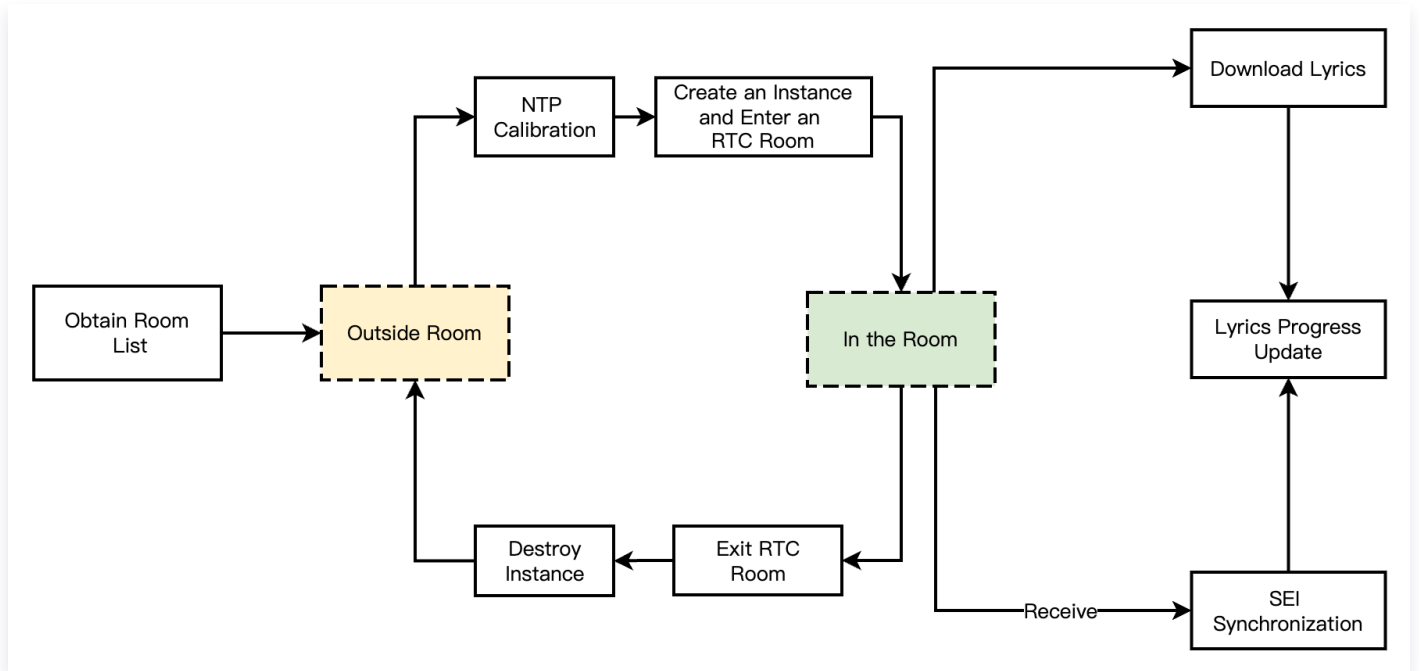 Download Lyrics
NTP
Calibration
Create an Instance
and Enter an
RTC Room
Obtain Room
List
Outside Room
In the Room
Lyrics Progress
Update
Destroy
Instance
Exit RTC
Room
Receive
SEI
Synchronization